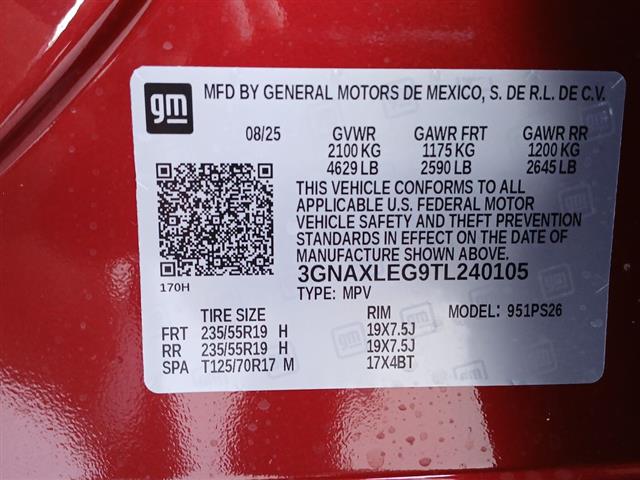 gm
MFD BY GENERAL MOTORS DE MEXICO, S. DE R.L. DE C.V.
08/25 GVWR GAWR FRT GAWR RR
2100 KG 1175 KG 1200 KG
4629 LB 2590 LB 2645 LB
THIS VEHICLE CONFORMS TO ALL
APPLICABLE U.S. FEDERAL MOTOR
VEHICLE SAFETY AND THEFT PREVENTION
STANDARDS IN EFFECT ON THE DATE OF
MANUFACTURE SHOWN ABOVE.
170H
3GNAXLEG9TL240105
TYPE: MPV
TIRE SIZE RIM MODEL: 951PS26
FRT 235/55R19 H 19X7.5J
RR 235/55R19 H 19X7.5J
SPA T125/70R17 M 17X4BT